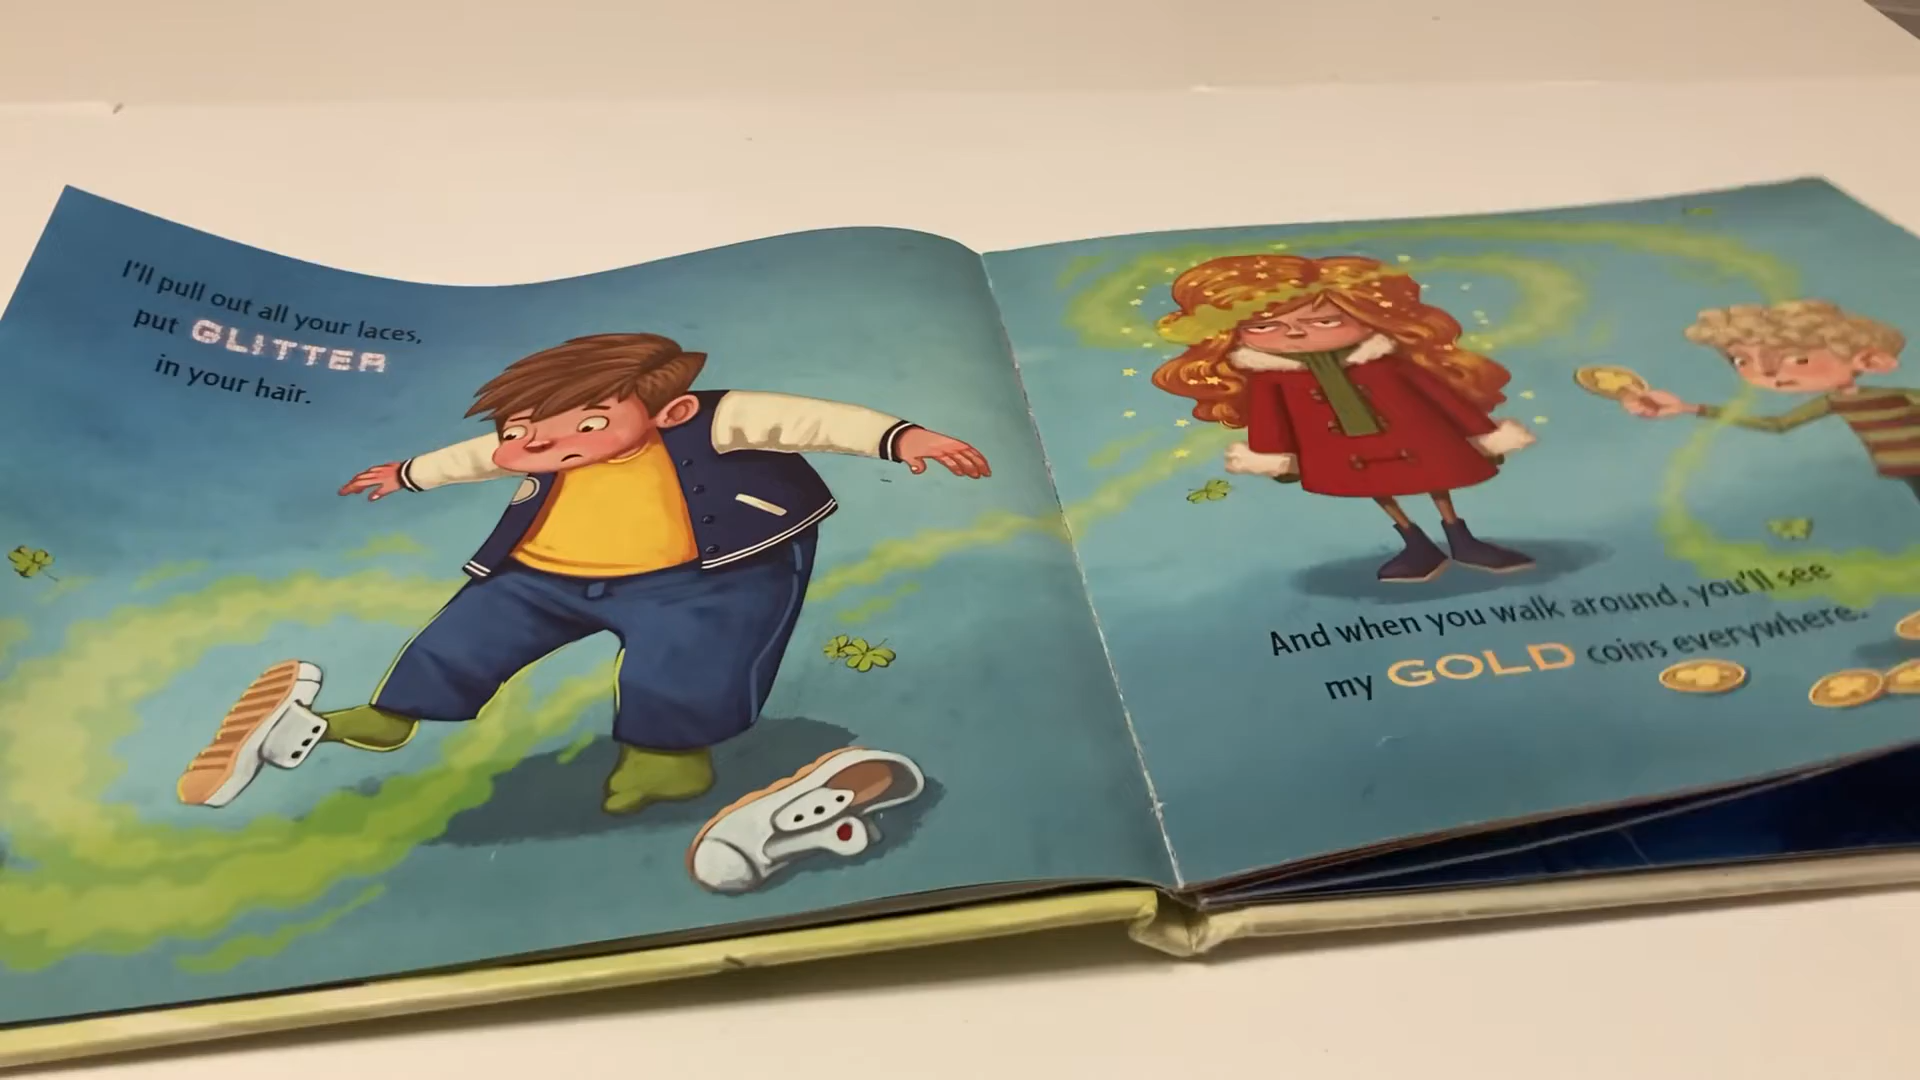 I'll pull out all your laces,
put GLITTER
in your hair.
And when you walk around, you'll see
my GOLD coins everywhere.